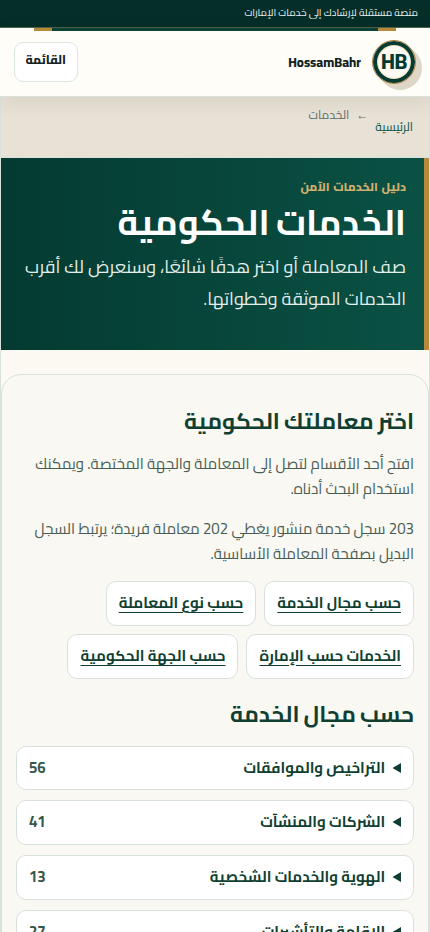 منصة مستقلة لإرشادك إلى خدمات الإمارات
HB
HossamBahr
القائمة
الرئيسية ← الخدمات
دليل الخدمات الآمن
الخدمات الحكومية
صف المعاملة أو اختر هدفًا شائعًا، وسنعرض لك أقرب
الخدمات الموثقة وخطواتها.
اختر معاملتك الحكومية
افتح أحد الأقسام لتصل إلى المعاملة والجهة المختصة. ويمكنك
استخدام البحث أدناه.
203 سجل خدمة منشور يغطي 202 معاملة فريدة؛ يرتبط السجل
البديل بصفحة المعاملة الأساسية.
حسب مجال الخدمة
حسب نوع المعاملة
الخدمات حسب الإمارة
حسب الجهة الحكومية
حسب مجال الخدمة
التراخيص والموافقات 56
الشركات والمنشآت 41
الهوية والخدمات الشخصية 13
الإقامة والتأشيرات 27